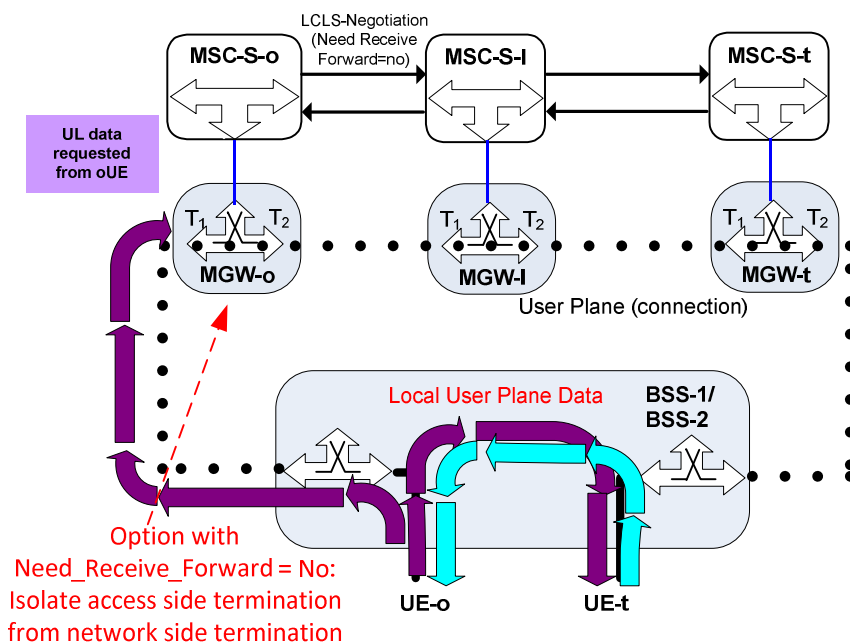 LCLS-Negotiation
(Need Receive
Forward=no)
MSC-S-o
MSC-S-I
MSC-S-t
UL data
requested
from oUE
T1
T2
T1
T2
T1
T2
MGW-o
MGW-I
MGW-t
User Plane (connection)
Local User Plane Data
BSS-1/
BSS-2
Option with
Need_Receive_Forward = No:
Isolate access side termination
from network side termination
UE-o
UE-t